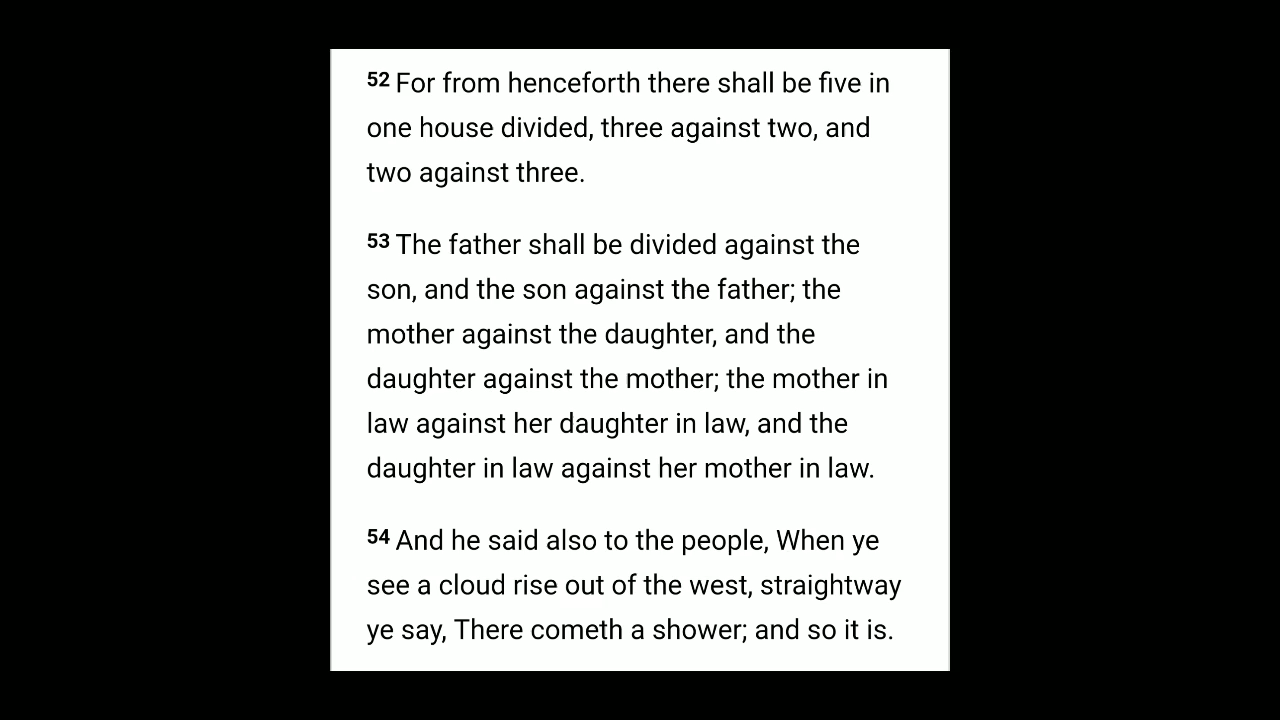 52 For from henceforth there shall be five in
one house divided, three against two, and
two against three.
53 The father shall be divided against the
son, and the son against the father; the
mother against the daughter, and the
daughter against the mother; the mother in
law against her daughter in law, and the
daughter in law against her mother in law.
54 And he said also to the people, When ye
see a cloud rise out of the west, straightway
ye say, There cometh a shower; and so it is.